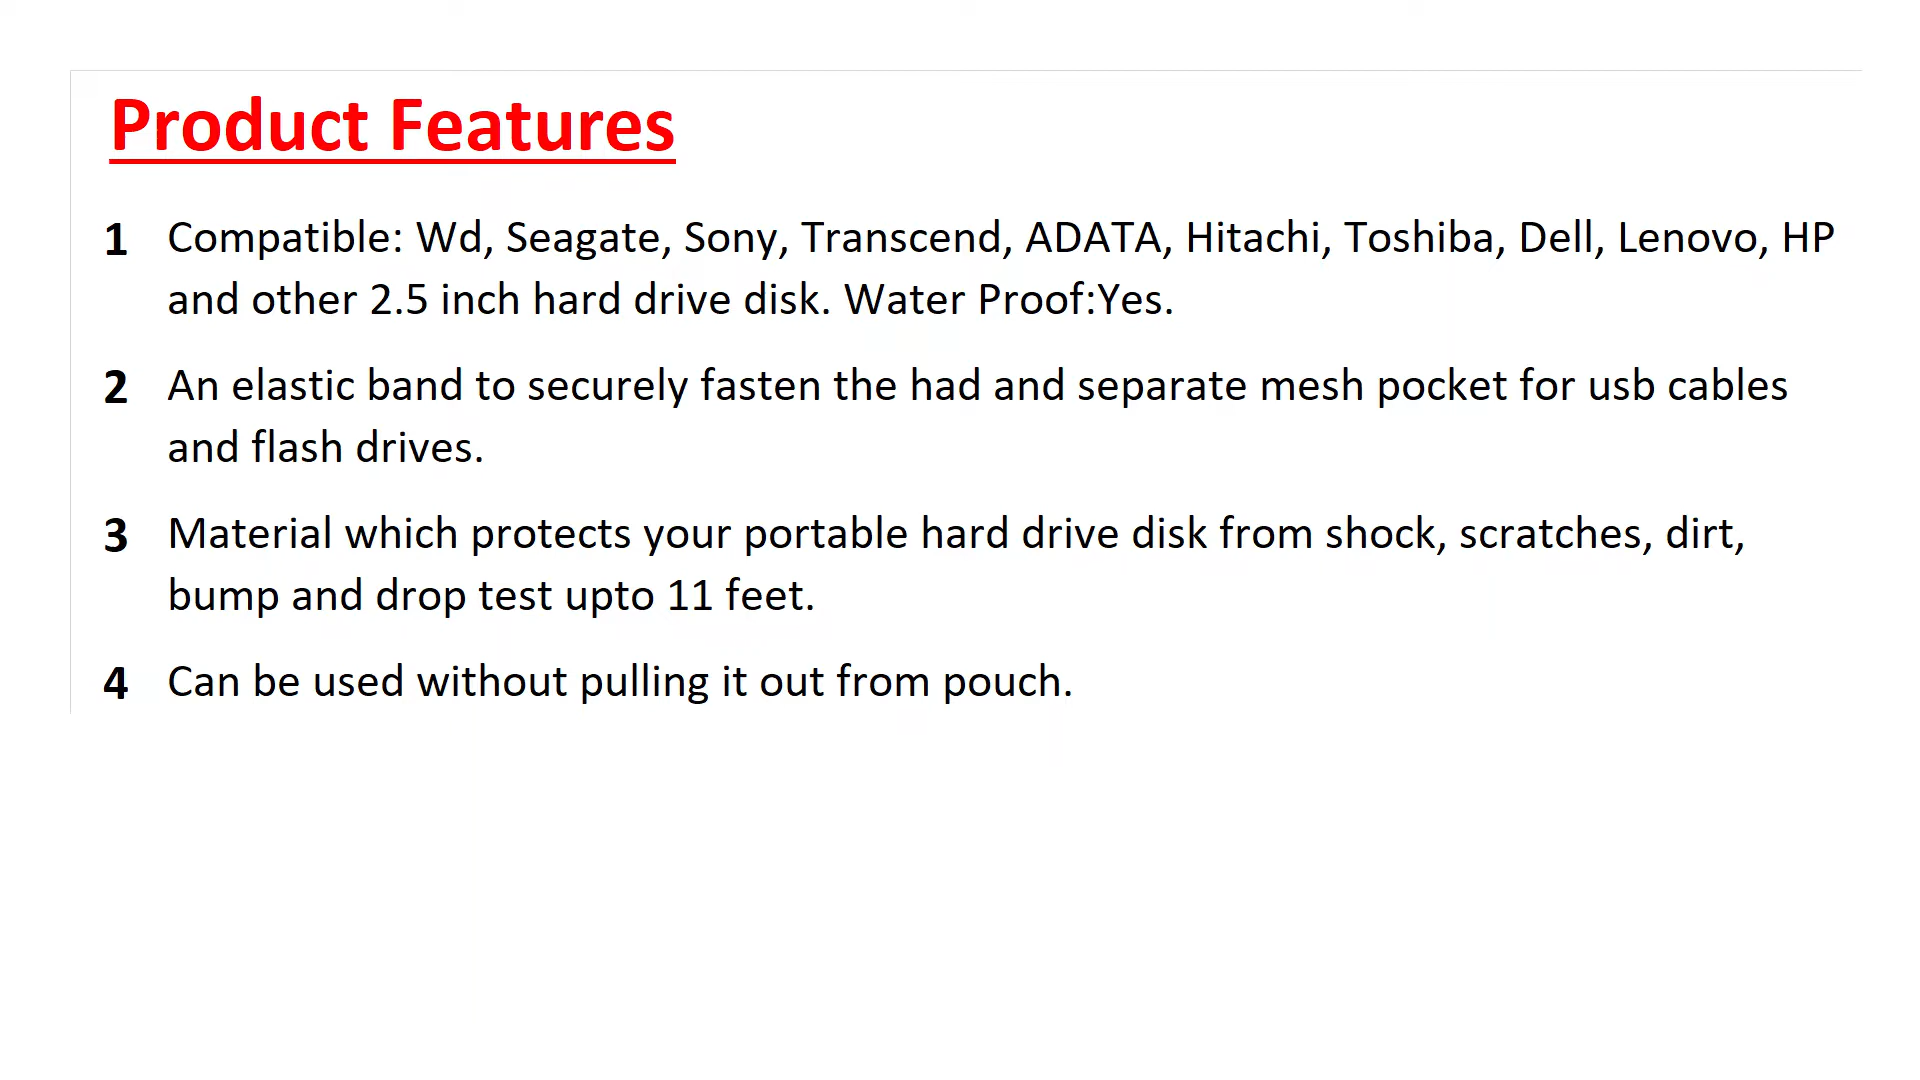 Product Features
1 Compatible: Wd, Seagate, Sony, Transcend, ADATA, Hitachi, Toshiba, Dell, Lenovo, HP
and other 2.5 inch hard drive disk. Water Proof:Yes.
2 An elastic band to securely fasten the had and separate mesh pocket for usb cables
and flash drives.
3 Material which protects your portable hard drive disk from shock, scratches, dirt,
bump and drop test upto 11 feet.
4 Can be used without pulling it out from pouch.